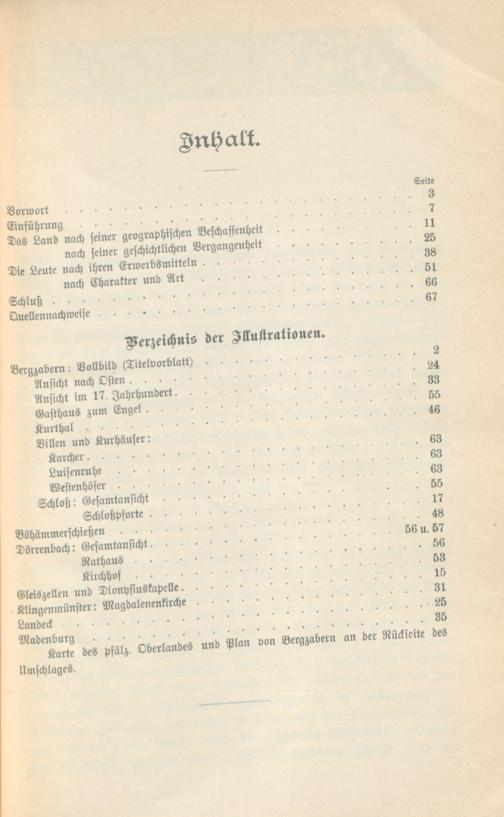 Inhalt.
Seite
Vorwort . . . . . . . . . . 3
Einführung . . . . . . . . . . 7
Das Land nach seiner geographischen Beschaffenheit . . . . . 11
nach seiner geschichtlichen Vergangenheit . . . . . 25
Die Leute nach ihren Erwerbsmitteln . . . . . . . 38
nach Charakter und Art . . . . . . . 51
Schluß . . . . . . . . . . 66
Quellennachweise . . . . . . . . . . 67
Verzeichnis der Illustrationen.
Bergzabern: Vollbild (Titelvorblatt) . . . . . . . 2
Ansicht nach Osten . . . . . . . . . 24
Ansicht im 17. Jahrhundert . . . . . . . . 33
Gasthaus zum Engel . . . . . . . . . 55
Kurthal . . . . . . . . . . 46
Villen und Kurhäuser:
Karcher . . . . . . . . . . 63
Luisenruhe . . . . . . . . . . 63
Westenhöfer . . . . . . . . . . 63
Schloß: Gesamtansicht . . . . . . . . . 55
Schloßpforte . . . . . . . . . 17
Böhämmerschießen . . . . . . . . . . 48
Dörrenbach: Gesamtansicht . . . . . . . . 56 u. 57
Rathaus . . . . . . . . . . 56
Kirchhof . . . . . . . . . . 53
Gleiszellen und Dionysiuskapelle . . . . . . . . 15
Klingenmünster: Magdalenenkirche . . . . . . . . 31
Landeck . . . . . . . . . . 25
Madenburg . . . . . . . . . . 35
Karte des pfälz. Oberlandes und Plan von Bergzabern an der Rückseite des
Umschlages.